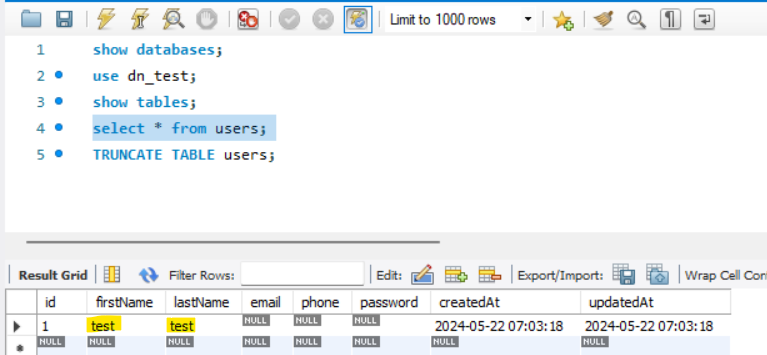 Limit to 1000 rows
1 show databases;
2 use dn_test;
3 show tables;
4 select * from users;
5 TRUNCATE TABLE users;
Result Grid Filter Rows: Edit: Export/Import: Wrap Cell Con
id firstName lastName email phone password createdAt updatedAt
1 test test NULL NULL NULL 2024-05-22 07:03:18 2024-05-22 07:03:18
* NULL NULL NULL NULL NULL NULL NULL NULL